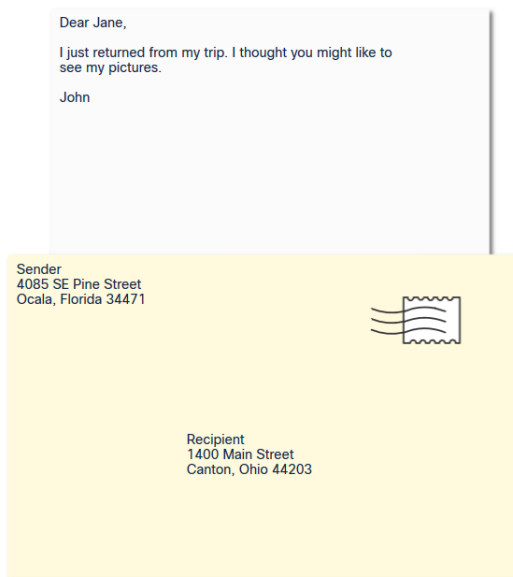 Dear Jane,
I just returned from my trip. I thought you might like to
see my pictures.
John
Sender
4085 SE Pine Street
Ocala, Florida 34471
Recipient
1400 Main Street
Canton, Ohio 44203